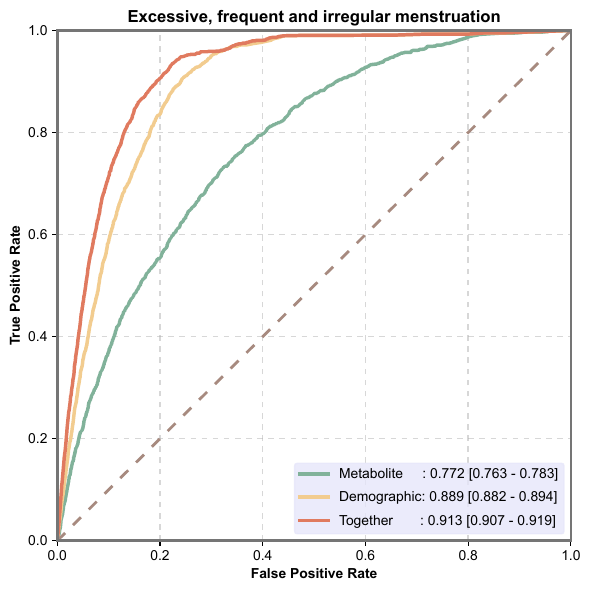 Excessive, frequent and irregular menstruation
True Positive Rate
1.0
0.8
0.6
0.4
0.2
0.0
Metabolite : 0.772 [0.763 - 0.783]
Demographic: 0.889 [0.882 - 0.894]
Together : 0.913 [0.907 - 0.919]
0.0 0.2 0.4 0.6 0.8 1.0
False Positive Rate